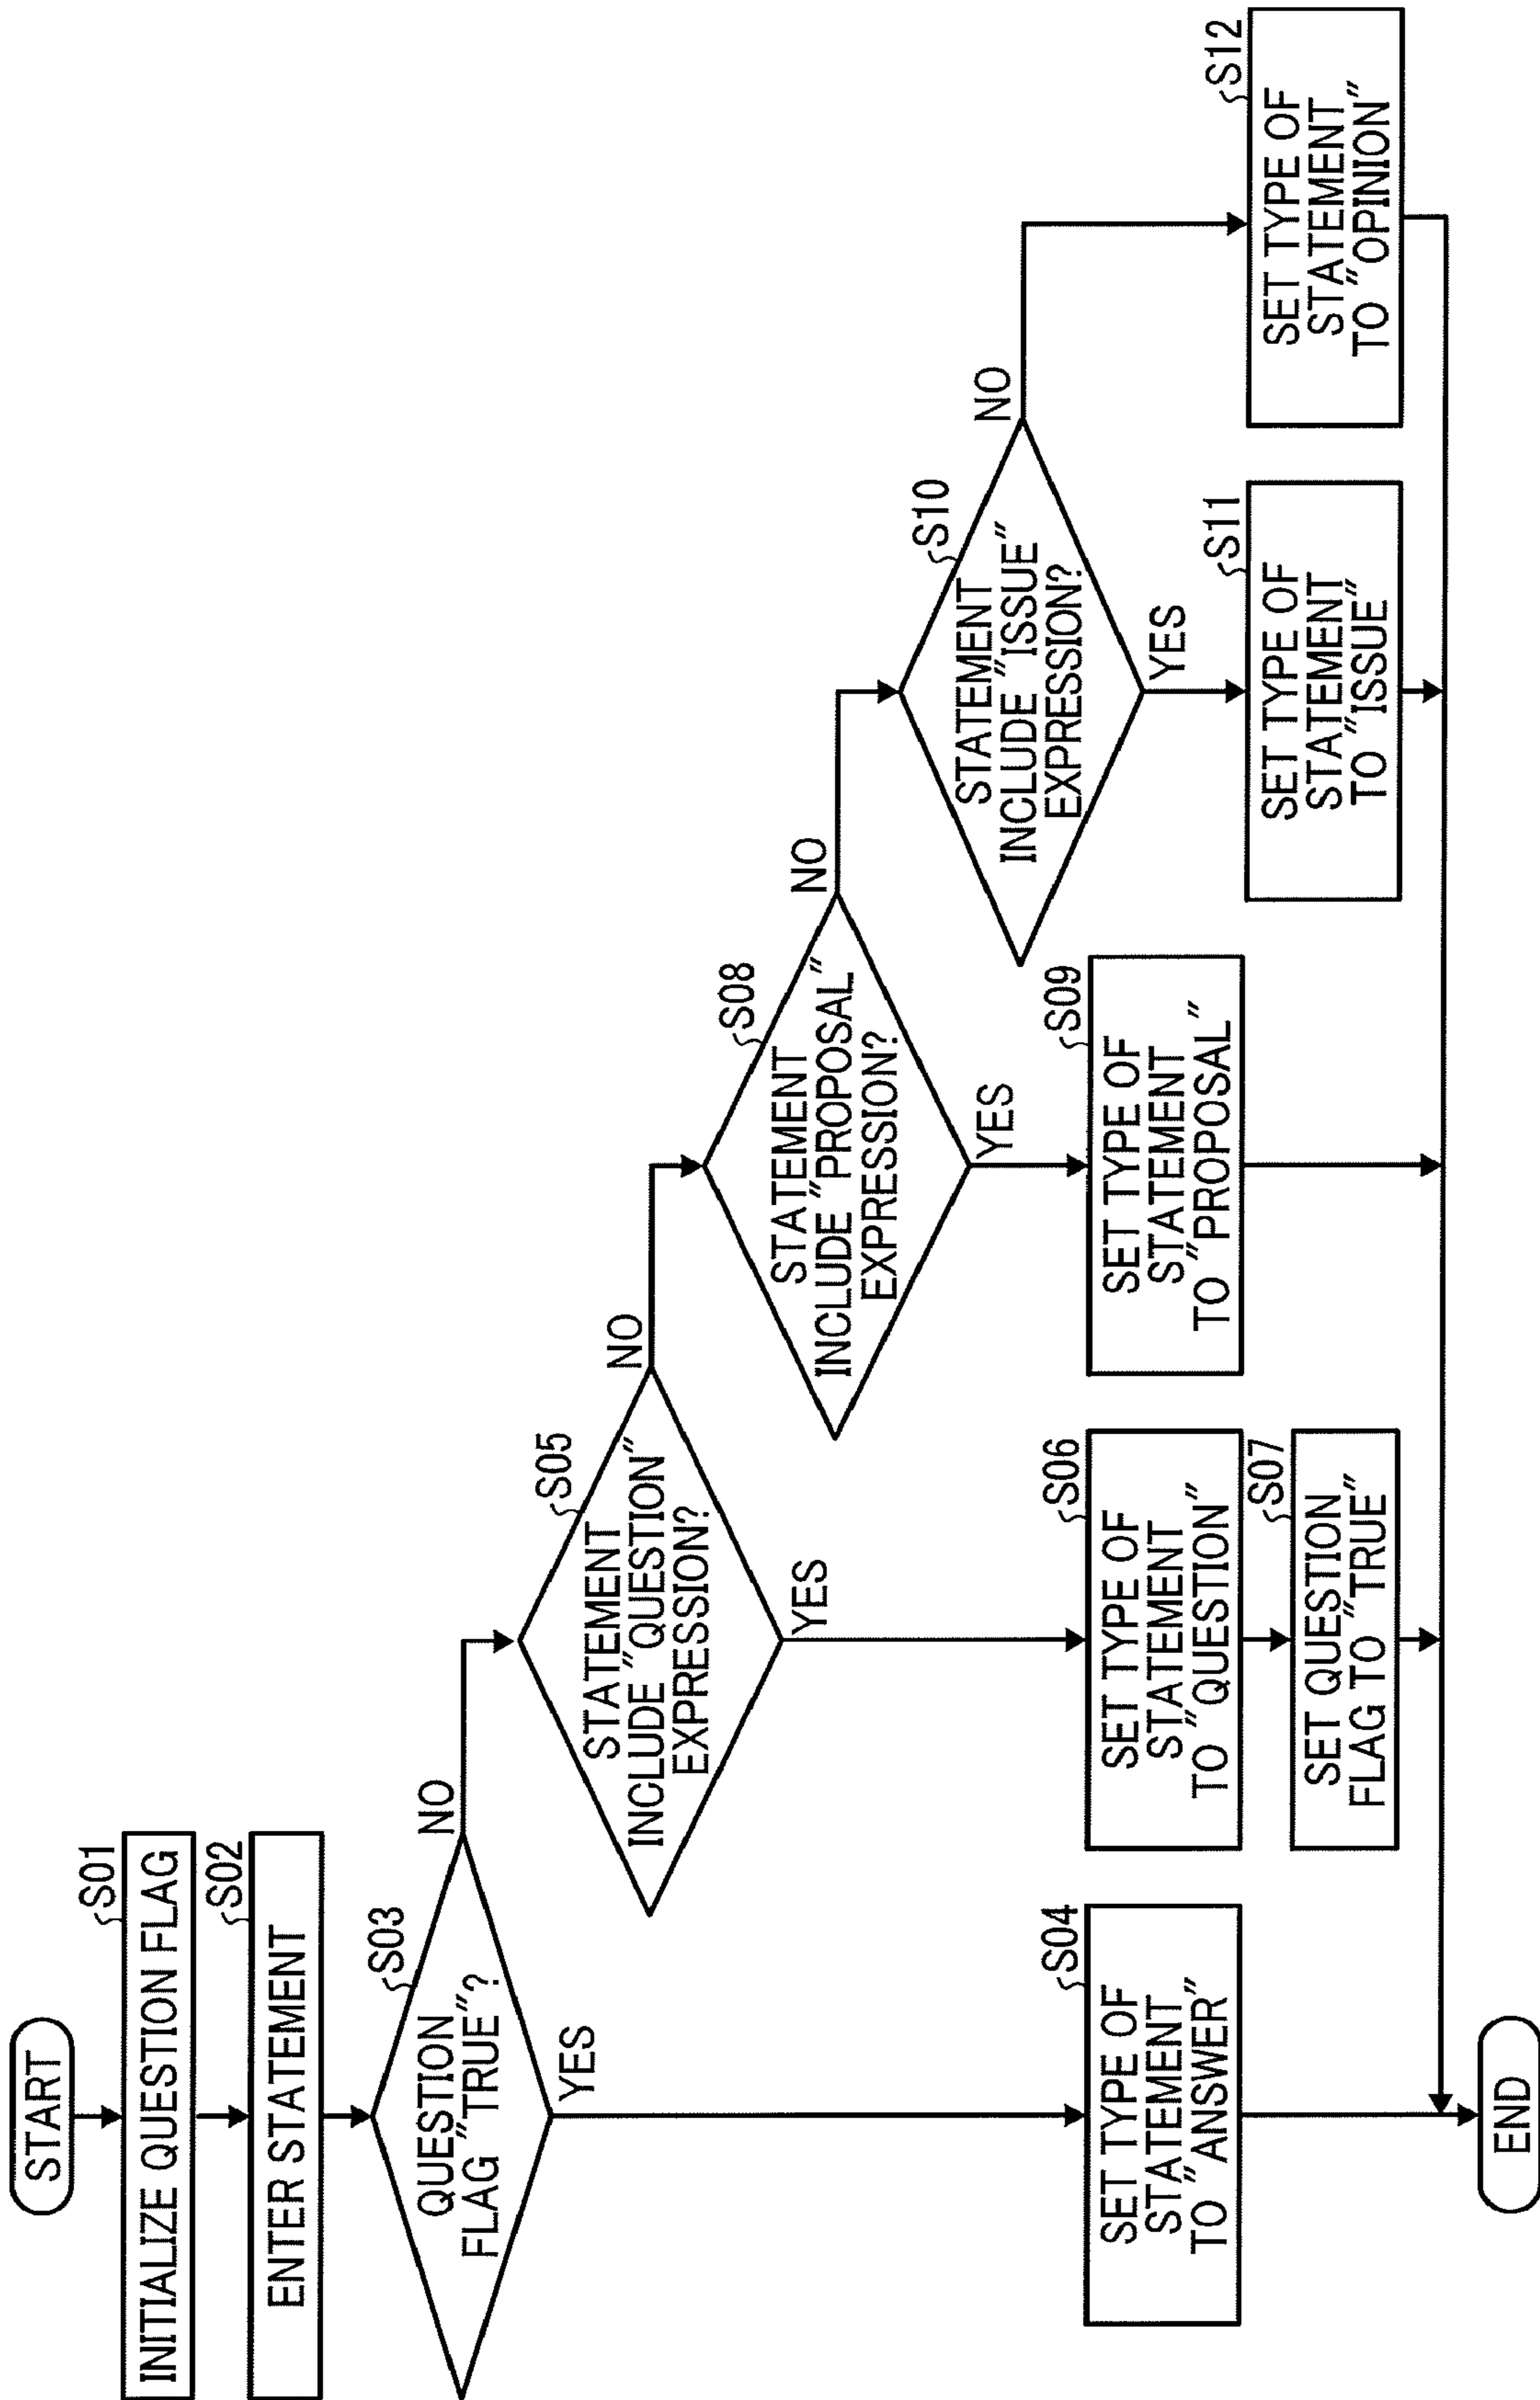 START
S01
INITIALIZE QUESTION FLAG
S02
ENTER STATEMENT
S03
QUESTION
FLAG "TRUE"?
NO
YES
S04
SET TYPE OF
STATEMENT
TO "ANSWER"
S05
STATEMENT
INCLUDE "QUESTION"
EXPRESSION?
NO
YES
S06
SET TYPE OF
STATEMENT
TO "QUESTION"
S07
SET QUESTION
FLAG TO "TRUE"
S08
STATEMENT
INCLUDE "PROPOSAL"
EXPRESSION?
NO
YES
S09
SET TYPE OF
STATEMENT
TO "PROPOSAL"
S10
STATEMENT
INCLUDE "ISSUE"
EXPRESSION?
NO
YES
S11
SET TYPE OF
STATEMENT
TO "ISSUE"
S12
SET TYPE OF
STATEMENT
TO "OPINION"
END